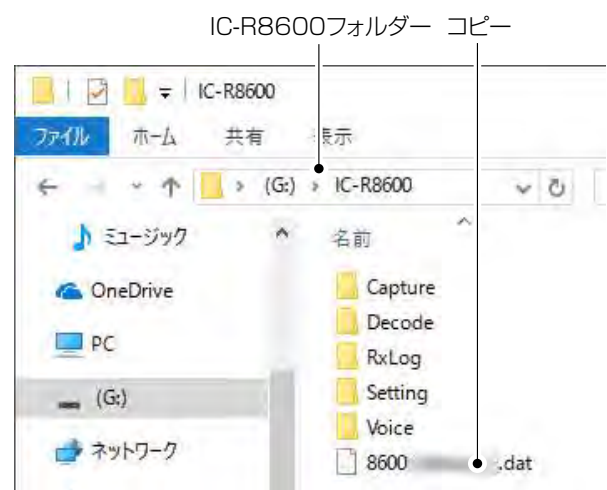 IC-R8600フォルダー コピー
IC-R8600
ファイル ホーム 共有 表示
(G:) IC-R8600
ミュージック
OneDrive
PC
(G:)
ネットワーク
名前
Capture
Decode
RxLog
Setting
Voice
8600 .dat